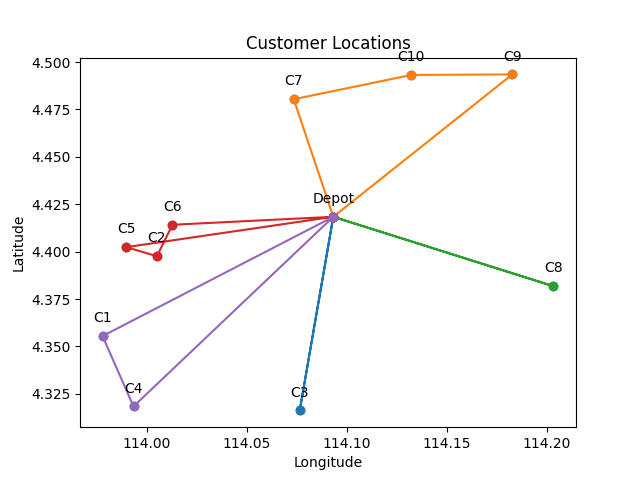 Customer Locations
C10
C9
C7
Depot
C6
C5
C2
C8
C1
C4
C3
4.500
4.475
4.450
4.425
4.400
4.375
4.350
4.325
Latitude
114.00 114.05 114.10 114.15 114.20
Longitude